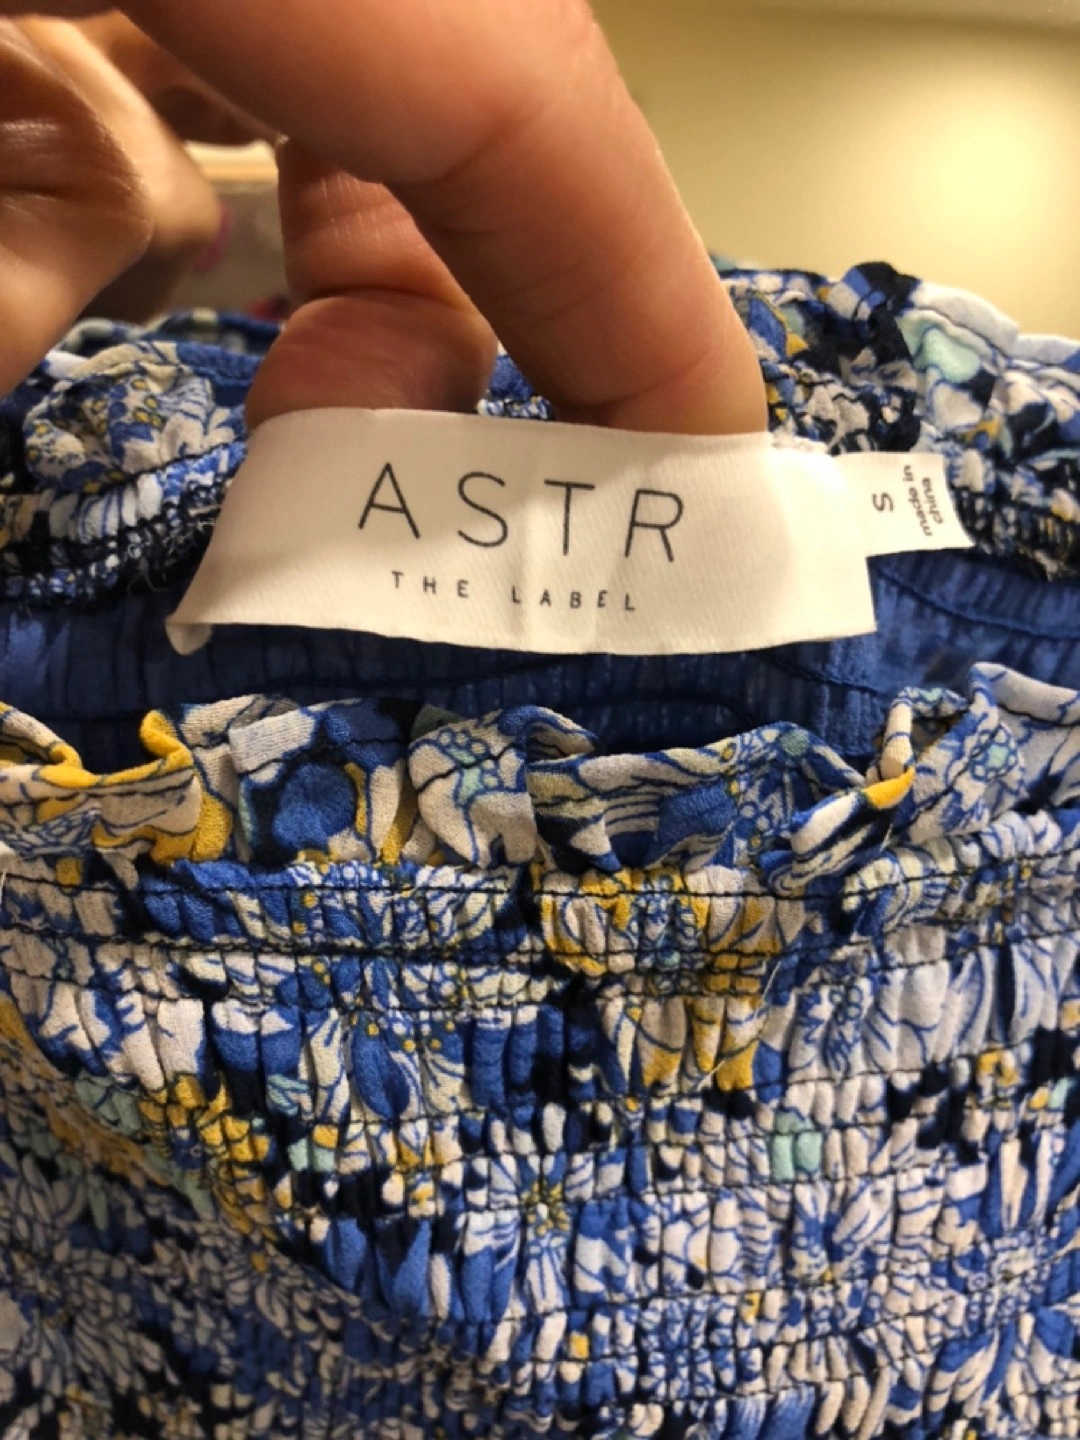 ASTR
THE LABEL
S
made in
china